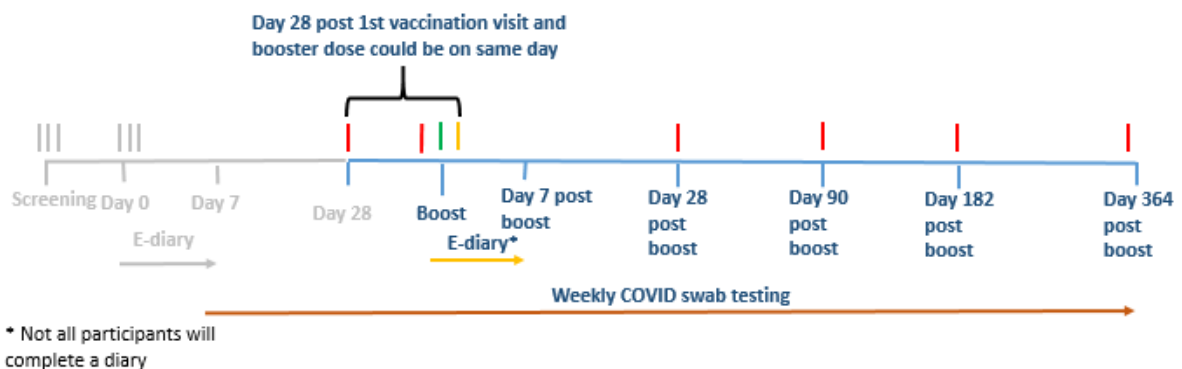 Day 28 post 1st vaccination visit and
booster dose could be on same day
Screening
Day 0
Day 7
Day 28
Boost
Day 7 post
boost
Day 28
post
boost
Day 90
post
boost
Day 182
post
boost
Day 364
post
boost
E-diary
E-diary*
Weekly COVID swab testing
* Not all participants will
complete a diary